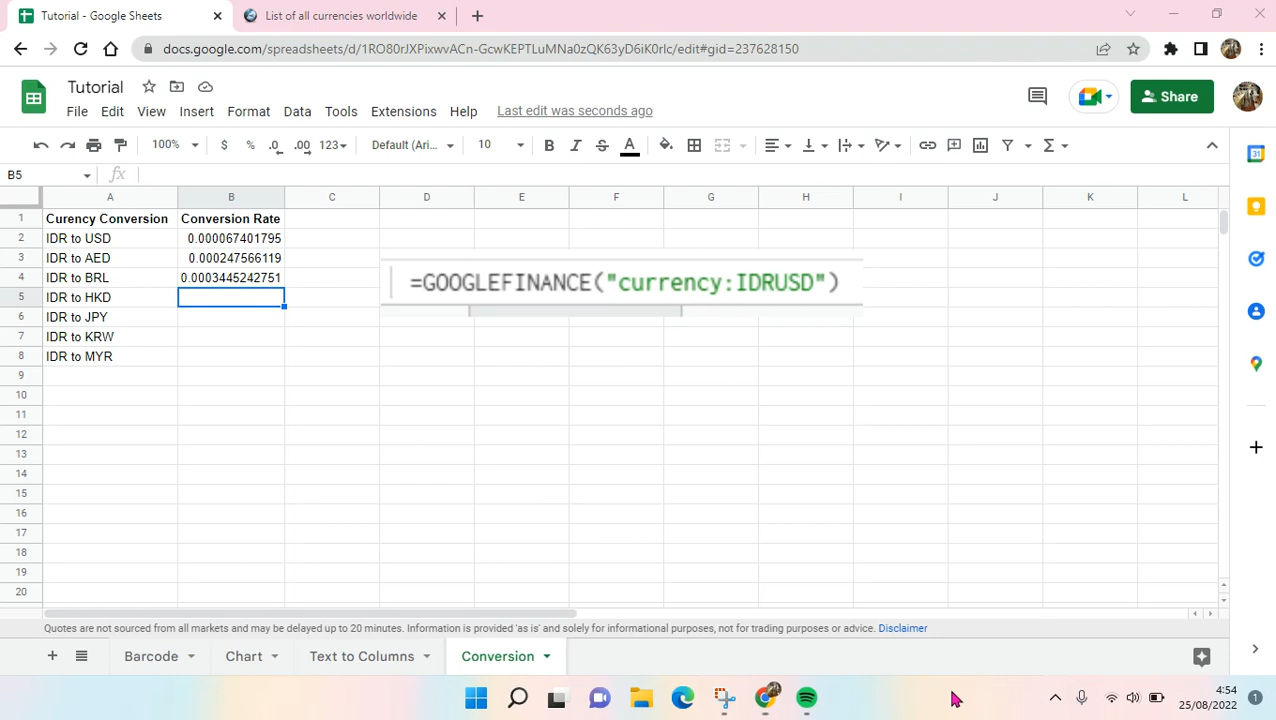 Tutorial - Google Sheets
List of all currencies worldwide
docs.google.com/spreadsheets/d/1RO80rJXPixwvACn-GcwKEPTLuMNa0zQK63yD6iK0rIc/edit#gid=237628150
Tutorial
File Edit View Insert Format Data Tools Extensions Help Last edit was seconds ago
Share
100% $ % .0 .00 123 Default (Ari... 10 B I S A
B5 fx
A B C D E F G H I J K L
1 Curency Conversion Conversion Rate
2 IDR to USD 0.000067401795
3 IDR to AED 0.000247566119
4 IDR to BRL 0.0003445242751
=GOOGLEFINANCE("currency:IDRUSD")
5 IDR to HKD
6 IDR to JPY
7 IDR to KRW
8 IDR to MYR
9
10
11
12
13
14
15
16
17
18
19
20
Quotes are not sourced from all markets and may be delayed up to 20 minutes. Information is provided 'as is' and solely for informational purposes, not for trading purposes or advice. Disclaimer
Barcode Chart Text to Columns Conversion
4:54
25/08/2022
1
31